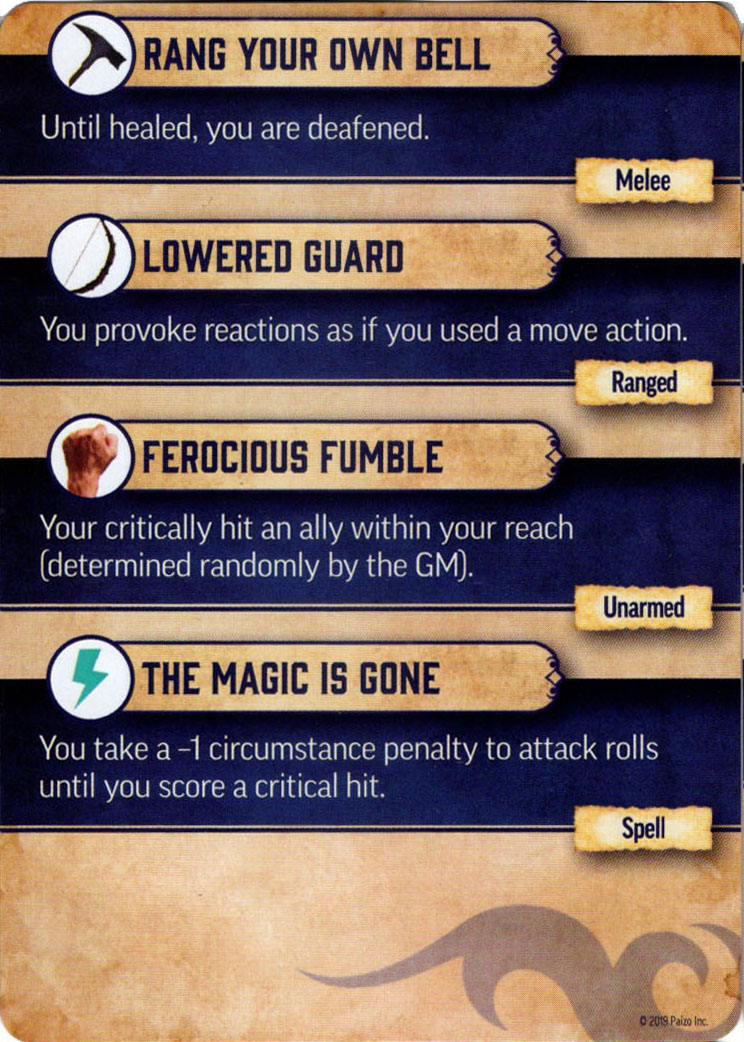 RANG YOUR OWN BELL
Until healed, you are deafened.
Melee
LOWERED GUARD
You provoke reactions as if you used a move action.
Ranged
FEROCIOUS FUMBLE
Your critically hit an ally within your reach
(determined randomly by the GM).
Unarmed
THE MAGIC IS GONE
You take a –1 circumstance penalty to attack rolls
until you score a critical hit.
Spell
© 2019 Paizo Inc.